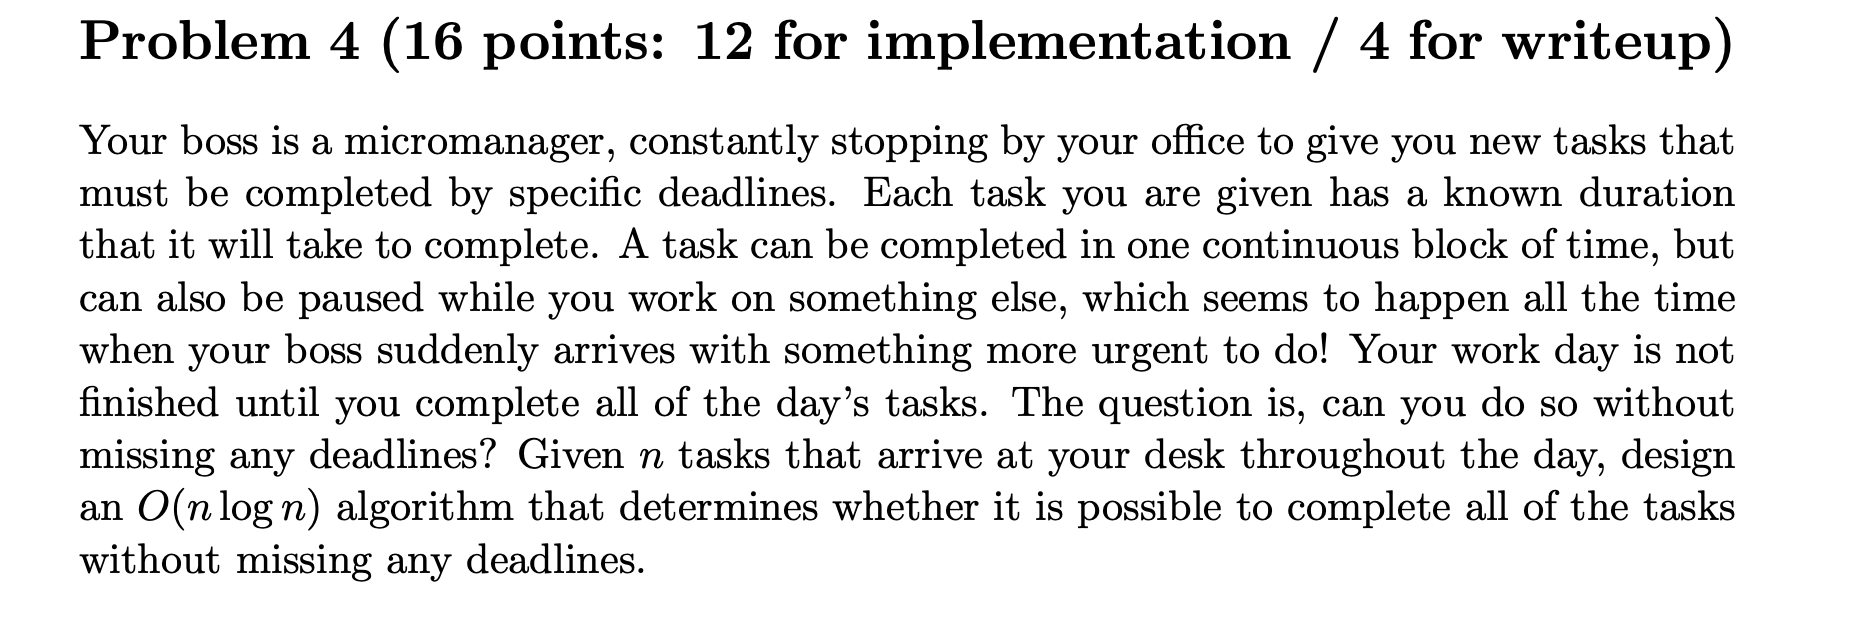 Problem 4 (16 points: 12 for implementation / 4 for writeup)
Your boss is a micromanager, constantly stopping by your office to give you new tasks that
must be completed by specific deadlines. Each task you are given has a known duration
that it will take to complete. A task can be completed in one continuous block of time, but
can also be paused while you work on something else, which seems to happen all the time
when your boss suddenly arrives with something more urgent to do! Your work day is not
finished until you complete all of the day’s tasks. The question is, can you do so without
missing any deadlines? Given n tasks that arrive at your desk throughout the day, design
an O(n log n) algorithm that determines whether it is possible to complete all of the tasks
without missing any deadlines.